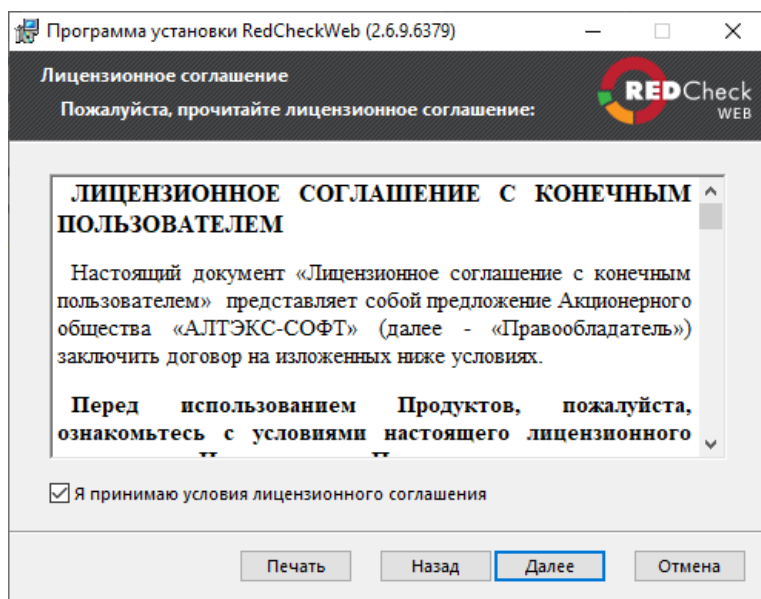 Программа установки RedCheckWeb (2.6.9.6379)
Лицензионное соглашение
Пожалуйста, прочитайте лицензионное соглашение:
REDCheck
WEB
ЛИЦЕНЗИОННОЕ СОГЛАШЕНИЕ С КОНЕЧНЫМ
ПОЛЬЗОВАТЕЛЕМ
Настоящий документ «Лицензионное соглашение с конечным
пользователем» представляет собой предложение Акционерного
общества «АЛТЭКС-СОФТ» (далее - «Правообладатель»)
заключить договор на изложенных ниже условиях.
Перед использованием Продуктов, пожалуйста,
ознакомьтесь с условиями настоящего лицензионного
Я принимаю условия лицензионного соглашения
Печать
Назад
Далее
Отмена